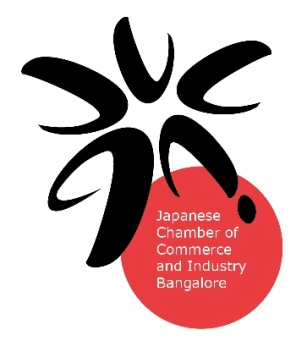 Japanese
Chamber of
Commerce
and Industry
Bangalore